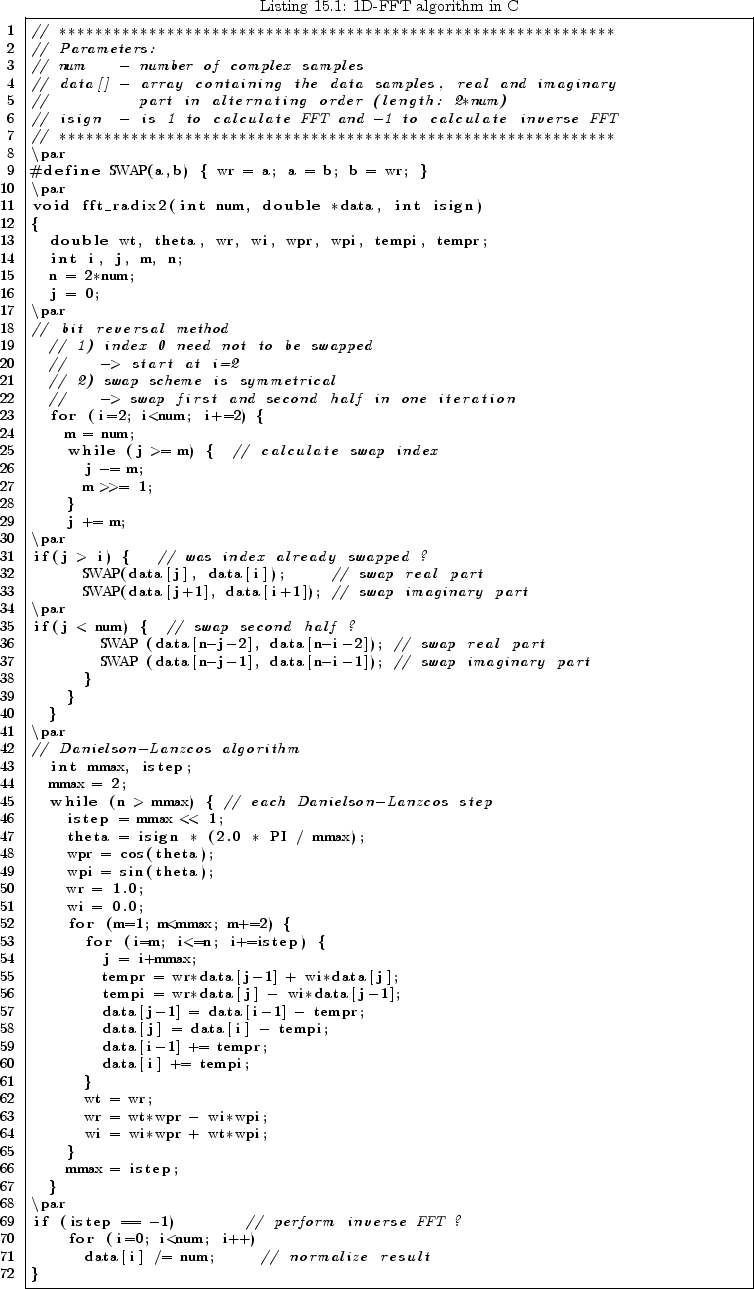 Listing 15.1: 1D-FFT algorithm in C
1 // **************************************************************
2 // Parameters:
3 // num    - number of complex samples
4 // data[] - array containing the data samples, real and imaginary
5 //          part in alternating order (length: 2*num)
6 // isign  - is 1 to calculate FFT and -1 to calculate inverse FFT
7 // **************************************************************
8 \par
9 #define SWAP(a,b) { wr = a; a = b; b = wr; }
10 \par
11 void fft_radix2(int num, double *data, int isign)
12 {
13   double wt, theta, wr, wi, wpr, wpi, tempi, tempr;
14   int i, j, m, n;
15   n = 2*num;
16   j = 0;
17 \par
18 // bit reversal method
19   // 1) index 0 need not to be swapped
20   //    -> start at i=2
21   // 2) swap scheme is symmetrical
22   //    -> swap first and second half in one iteration
23   for (i=2; i<num; i+=2) {
24     m = num;
25     while (j >= m) {  // calculate swap index
26       j -= m;
27       m >>= 1;
28     }
29     j += m;
30 \par
31 if(j > i) {   // was index already swapped ?
32       SWAP(data[j], data[i]);     // swap real part
33       SWAP(data[j+1], data[i+1]); // swap imaginary part
34 \par
35 if(j < num) {  // swap second half ?
36         SWAP (data[n-j-2], data[n-i-2]); // swap real part
37         SWAP (data[n-j-1], data[n-i-1]); // swap imaginary part
38       }
39     }
40   }
41 \par
42 // Danielson-Lanzcos algorithm
43   int mmax, istep;
44   mmax = 2;
45   while (n > mmax) { // each Danielson-Lanzcos step
46     istep = mmax << 1;
47     theta = isign * (2.0 * PI / mmax);
48     wpr = cos(theta);
49     wpi = sin(theta);
50     wr = 1.0;
51     wi = 0.0;
52     for (m=1; m<mmax; m+=2) {
53       for (i=m; i<=n; i+=istep) {
54         j = i+mmax;
55         tempr = wr*data[j-1] + wi*data[j];
56         tempi = wr*data[j] - wi*data[j-1];
57         data[j-1] = data[i-1] - tempr;
58         data[j] = data[i] - tempi;
59         data[i-1] += tempr;
60         data[i] += tempi;
61       }
62       wt = wr;
63       wr = wt*wpr - wi*wpi;
64       wi = wi*wpr + wt*wpi;
65     }
66     mmax = istep;
67   }
68 \par
69 if (istep == -1)        // perform inverse FFT ?
70     for (i=0; i<num; i++)
71       data[i] /= num;     // normalize result
72 }